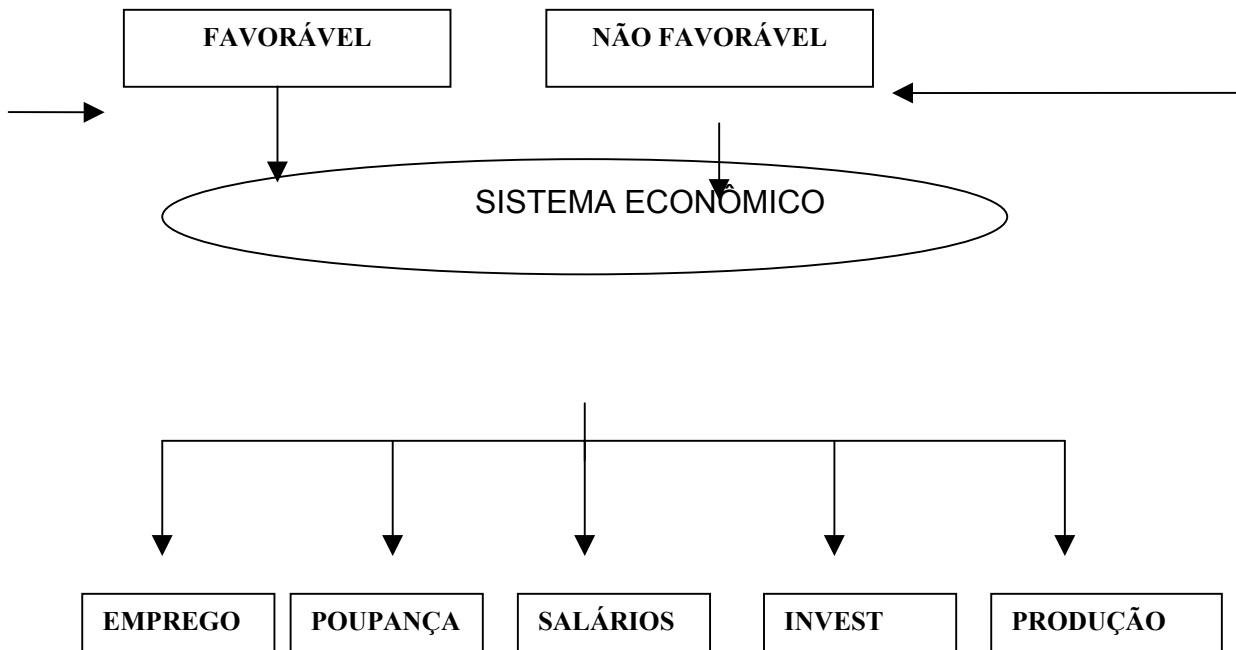 FAVORÁVEL
NÃO FAVORÁVEL
SISTEMA ECONÔMICO
EMPREGO
POUPANÇA
SALÁRIOS
INVEST
PRODUÇÃO